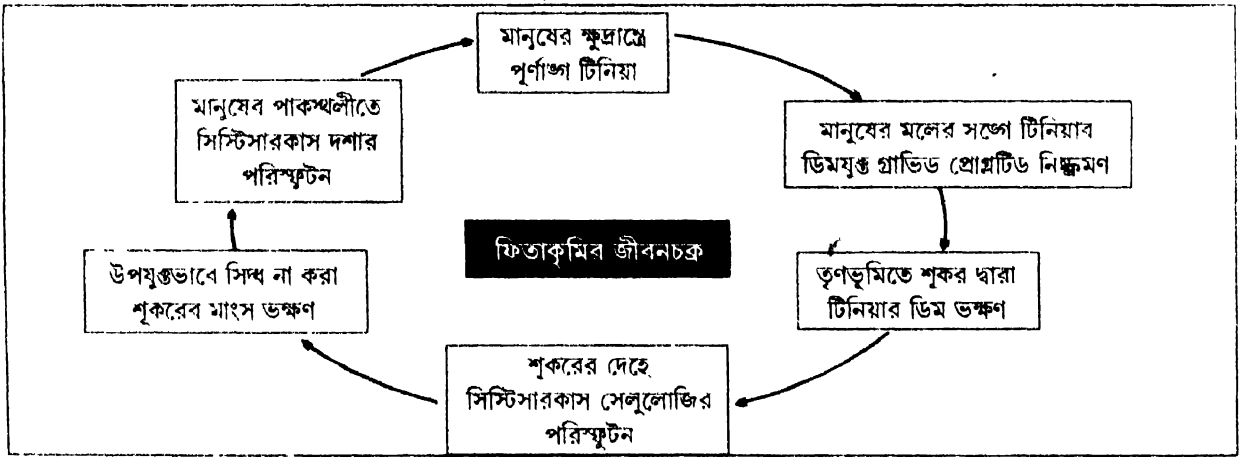 মানুষের ক্ষুদ্রান্ত্রে
পূর্ণাঙ্গ টিনিয়া
মানুষের মলের সঙ্গে টিনিয়াব
ডিমযুক্ত গ্রাভিড প্রোগ্লটিড নিষ্ক্রমণ
তৃণভূমিতে শূকর দ্বারা
টিনিয়ার ডিম ভক্ষণ
শূকরের দেহে
সিস্টিসারকাস সেলুলোজির
পরিস্ফুটন
উপযুক্তভাবে সিদ্ধ না করা
শূকরেব মাংস ভক্ষণ
মানুষেব পাকস্থলীতে
সিস্টিসারকাস দশার
পরিস্ফুটন
ফিতাকৃমির জীবনচক্র